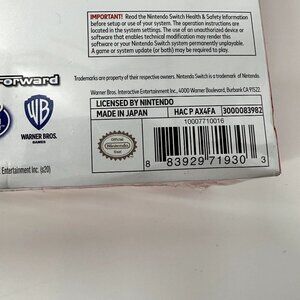 IMPORTANT! Read the Nintendo Switch Health & Safety Information
before setup or use of the system. The operation instructions are
located in the system settings. The use of an unauthorized device or
software that enables technical modification may render this
software or your Nintendo Switch system permanently unplayable.
A game or system update (or both) may be required to play.
Forward
Trademarks are property of their respective owners. Nintendo Switch is a trademark of Nintendo.
Warner Bros. Interactive Entertainment Inc., 4000 Warner Boulevard, Burbank CA 91522.
LICENSED BY NINTENDO
MADE IN JAPAN
HAC P AX4FA
3000083982
10007710016
WB
WARNER BROS.
GAMES
Official
Nintendo
Seal
8 83929 71930 3
Entertainment Inc. (s20)